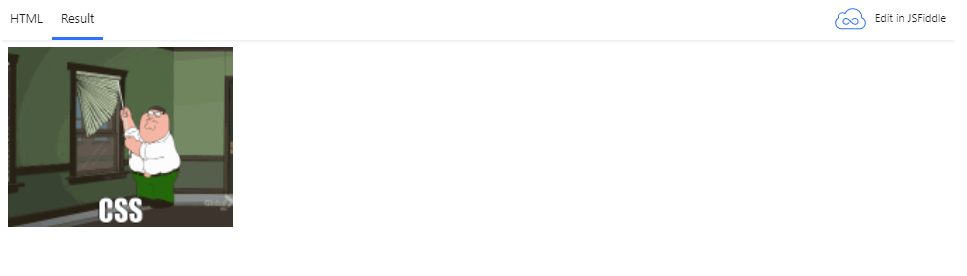 HTML Result Edit in JSFiddle
CSS